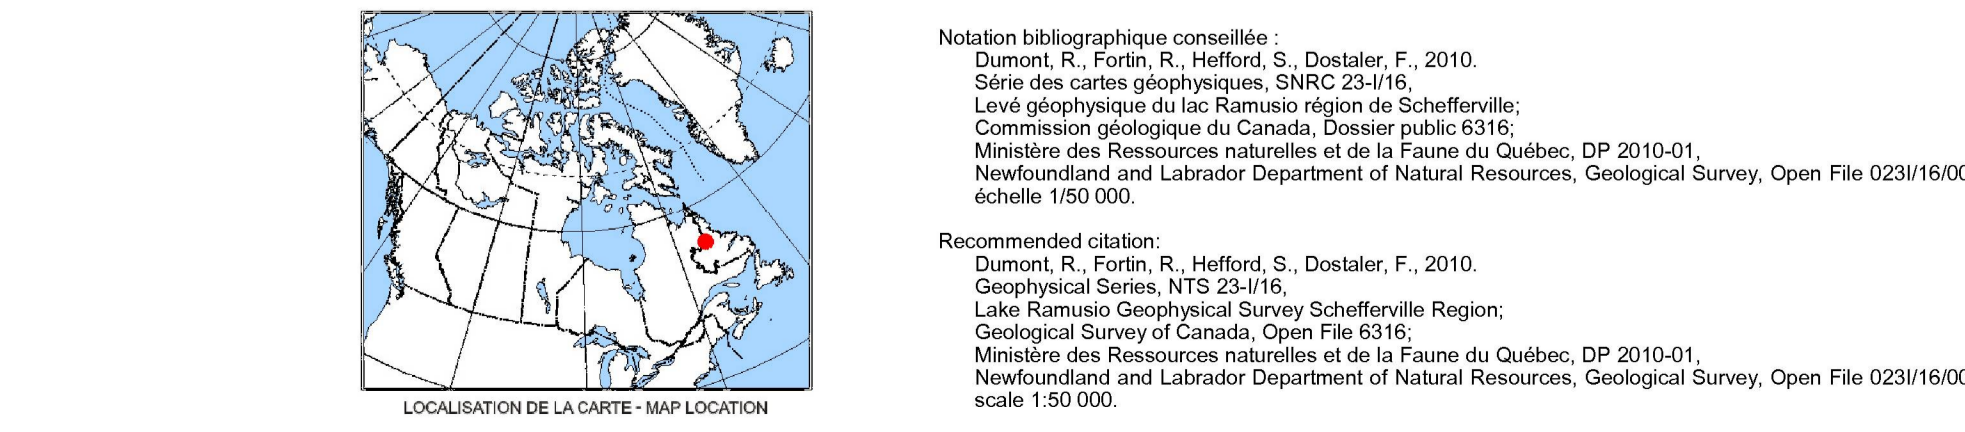 LOCALISATION DE LA CARTE - MAP LOCATION
Notation bibliographique conseillée :
Dumont, R., Fortin, R., Hefford, S., Dostaler, F., 2010.
Série des cartes géophysiques, SNRC 23-I/16,
Levé géophysique du lac Ramusio région de Schefferville;
Commission géologique du Canada, Dossier public 6316;
Ministère des Ressources naturelles et de la Faune du Québec, DP 2010-01,
Newfoundland and Labrador Department of Natural Resources, Geological Survey, Open File
échelle 1/50 000.
Recommended citation:
Dumont, R., Fortin, R., Hefford, S., Dostaler, F., 2010.
Geophysical Series, NTS 23-I/16,
Lake Ramusio Geophysical Survey Schefferville Region;
Geological Survey of Canada, Open File 6316;
Ministère des Ressources naturelles et de la Faune du Québec, DP 2010-01,
Newfoundland and Labrador Department of Natural Resources, Geological Survey, Open File
scale 1:50 000.